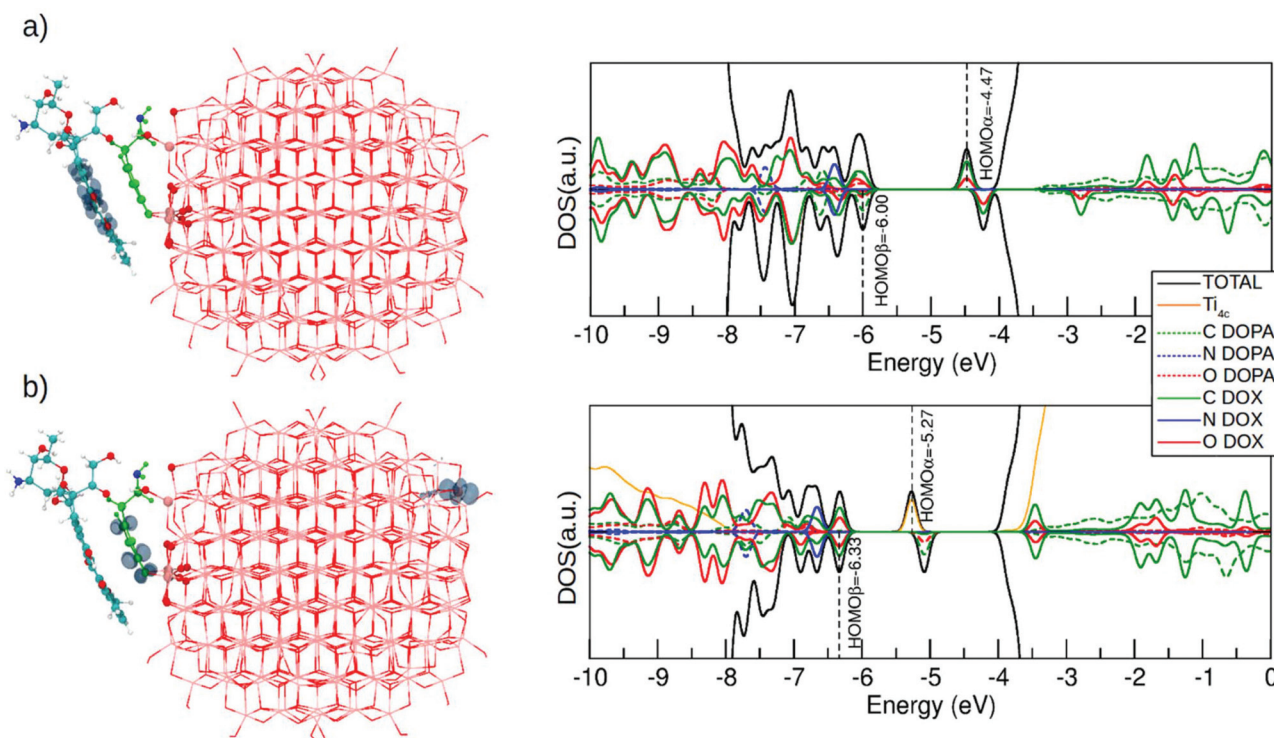 a)
DOS(a.u.)
HOMOα=-4.47
HOMOβ=-6.00
-10 -9 -8 -7 -6 -5 -4 -3 -2
Energy (eV)
TOTAL
Ti4c
C DOPA
N DOPA
O DOPA
C DOX
N DOX
O DOX
b)
DOS(a.u.)
HOMOα=-5.27
HOMOβ=-6.33
-10 -9 -8 -7 -6 -5 -4 -3 -2 -1 0
Energy (eV)